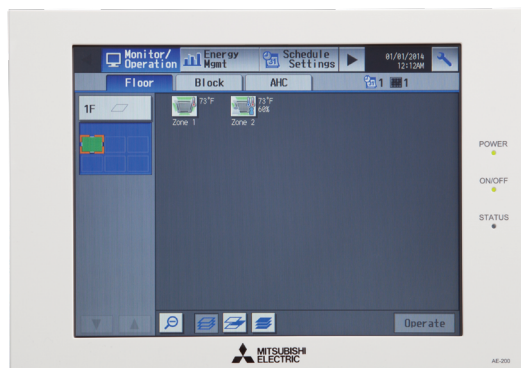 Monitor/
Operation
Energy
Mgmt
Schedule
Settings
01/01/2014
12:12AM
Floor
Block
AHC
1
1
1F
73°F
Zone 1
73°F
60%
Zone 2
POWER
ON/OFF
STATUS
Operate
MITSUBISHI
ELECTRIC
AE-200